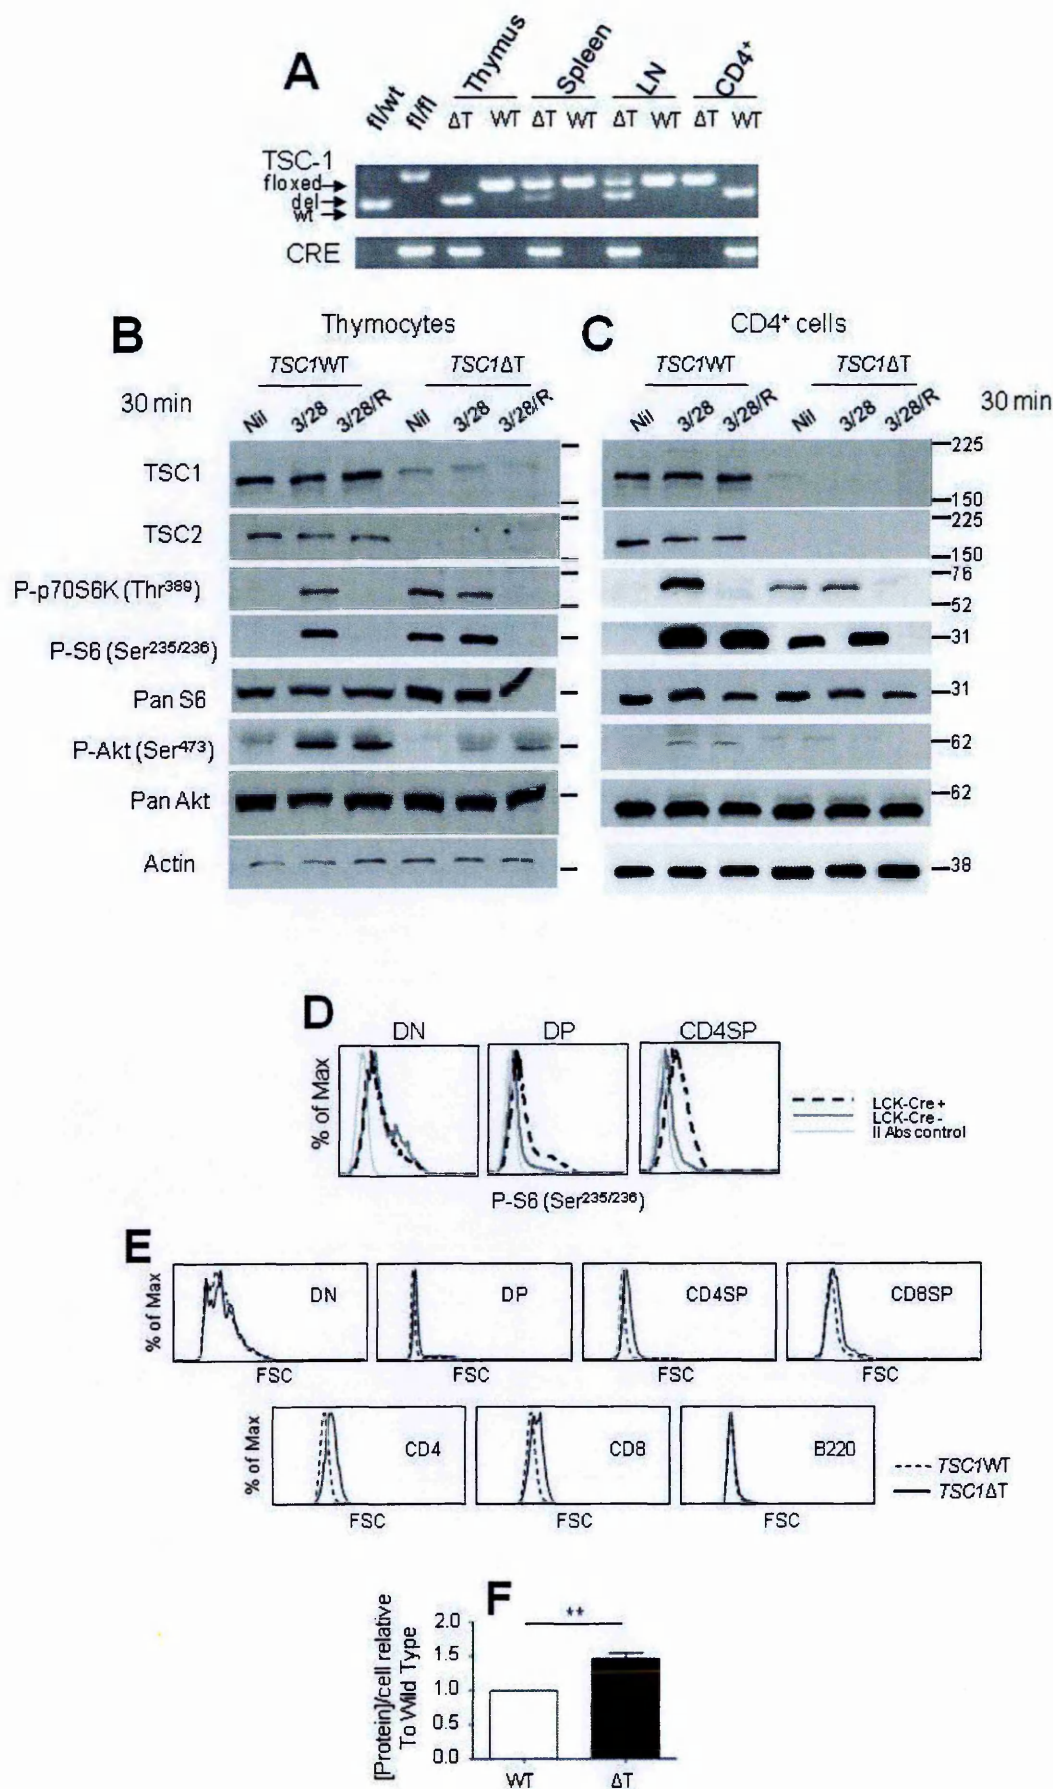 A
Thymus Spleen LN CD4⁺
fl/wt fl/fl ΔT WT ΔT WT ΔT WT ΔT WT
TSC-1
floxed
del
wt
CRE
B Thymocytes
TSC1WT TSC1ΔT
30 min Nil 3/28 3/28/R Nil 3/28 3/28/R
C CD4⁺ cells
TSC1WT TSC1ΔT
Nil 3/28 3/28/R Nil 3/28 3/28/R 30 min
TSC1 225
150
TSC2 225
150
P-p70S6K (Thr³⁸⁹) 76
52
P-S6 (Ser²³⁵/²³⁶) 31
Pan S6 31
P-Akt (Ser⁴⁷³) 62
Pan Akt 62
Actin 38
D
DN DP CD4SP
% of Max
LCK-Cre +
LCK-Cre -
II Abs control
P-S6 (Ser²³⁵/²³⁶)
E
% of Max
DN DP CD4SP CD8SP
FSC FSC FSC FSC
% of Max
CD4 CD8 B220
TSC1WT
TSC1ΔT
FSC FSC FSC
F
[Protein]/cell relative
To Wild Type
**
2.0
1.5
1.0
0.5
0.0
WT ΔT